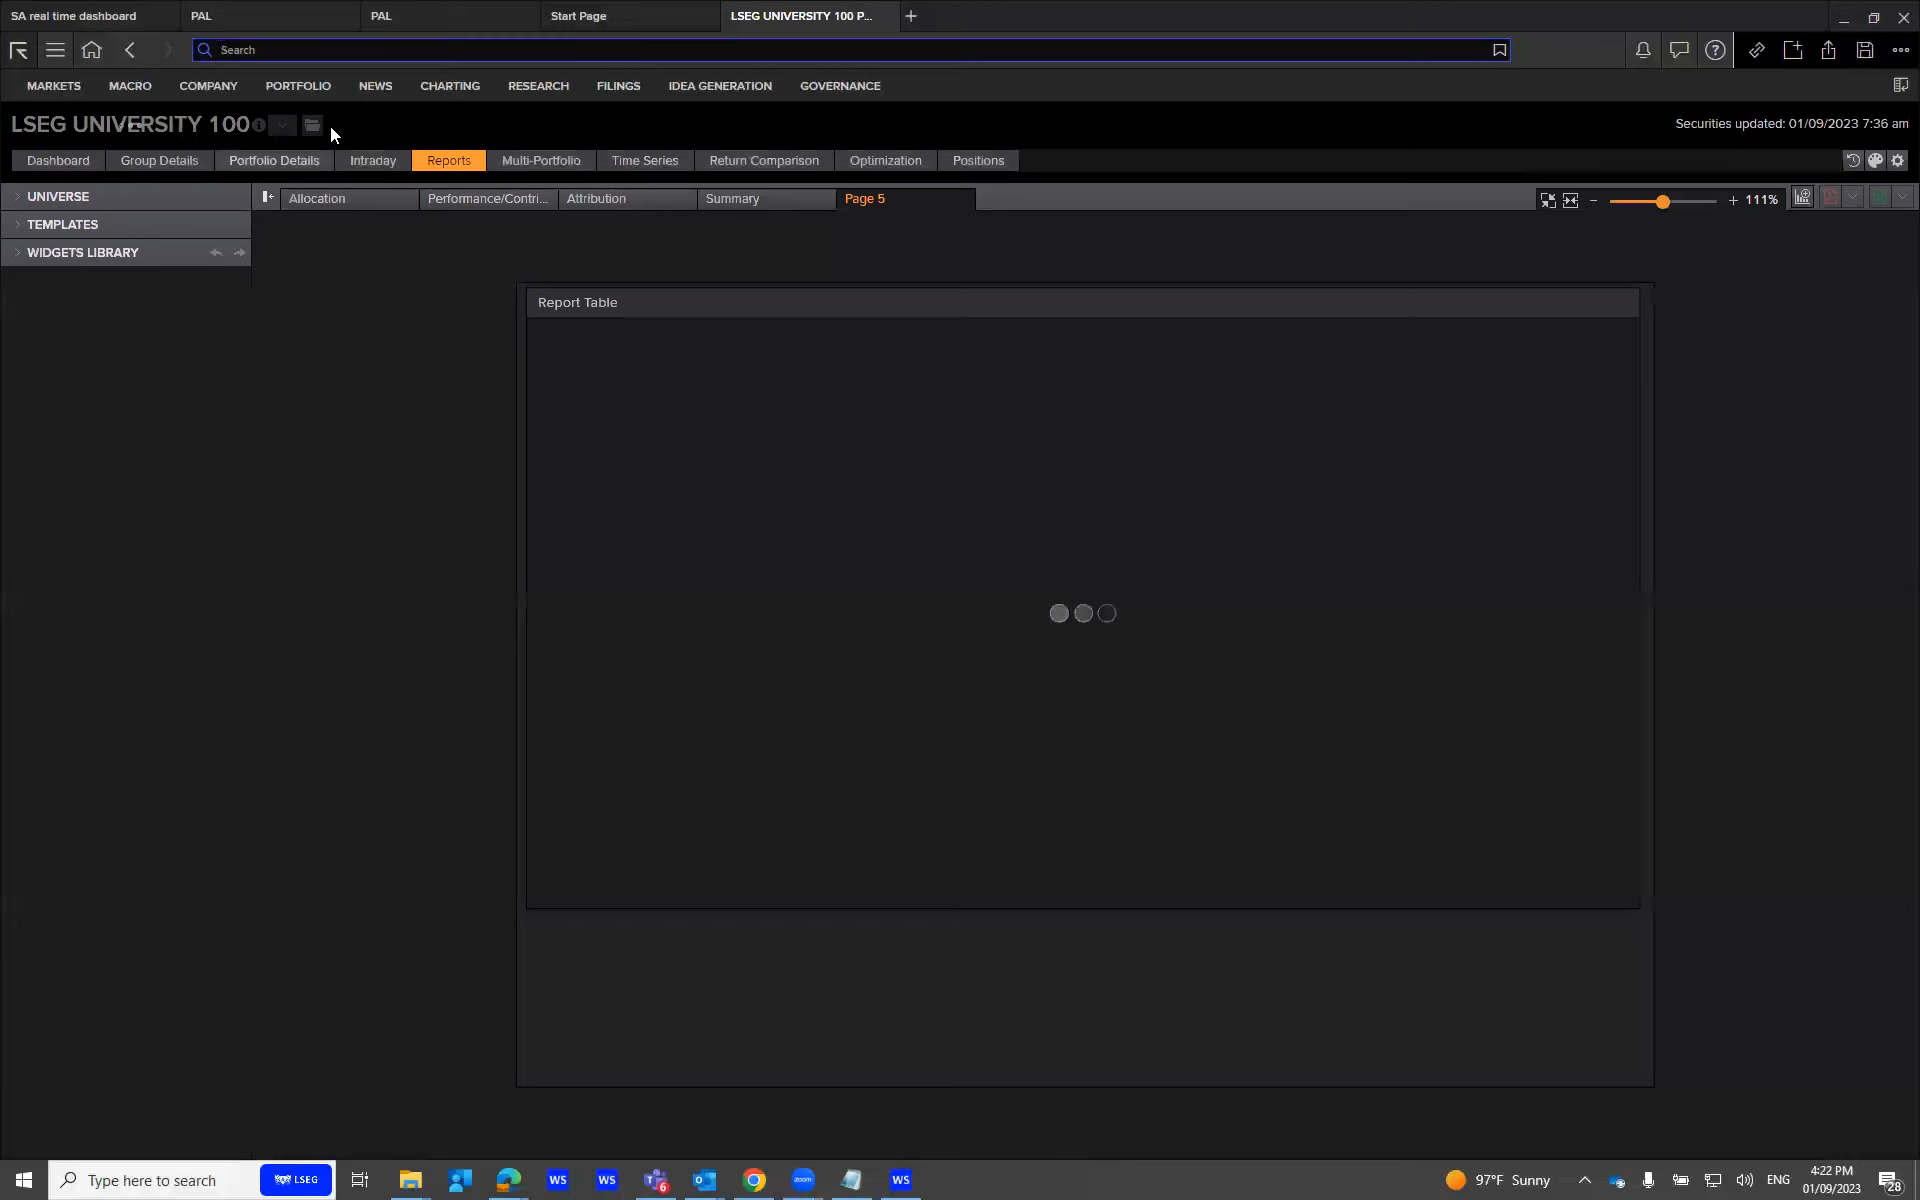 SA real time dashboard
PAL
PAL
Start Page
LSEG UNIVERSITY 100 P...
Search
MARKETS
MACRO
COMPANY
PORTFOLIO
NEWS
CHARTING
RESEARCH
FILINGS
IDEA GENERATION
GOVERNANCE
LSEG UNIVERSITY 100
Securities updated: 01/09/2023 7:36 am
Dashboard
Group Details
Portfolio Details
Intraday
Reports
Multi-Portfolio
Time Series
Return Comparison
Optimization
Positions
UNIVERSE
TEMPLATES
WIDGETS LIBRARY
Allocation
Performance/Contri...
Attribution
Summary
Page 5
111%
Report Table
Type here to search
LSEG
WS
WS
6
zoom
WS
97°F Sunny
ENG
4:22 PM
01/09/2023
28